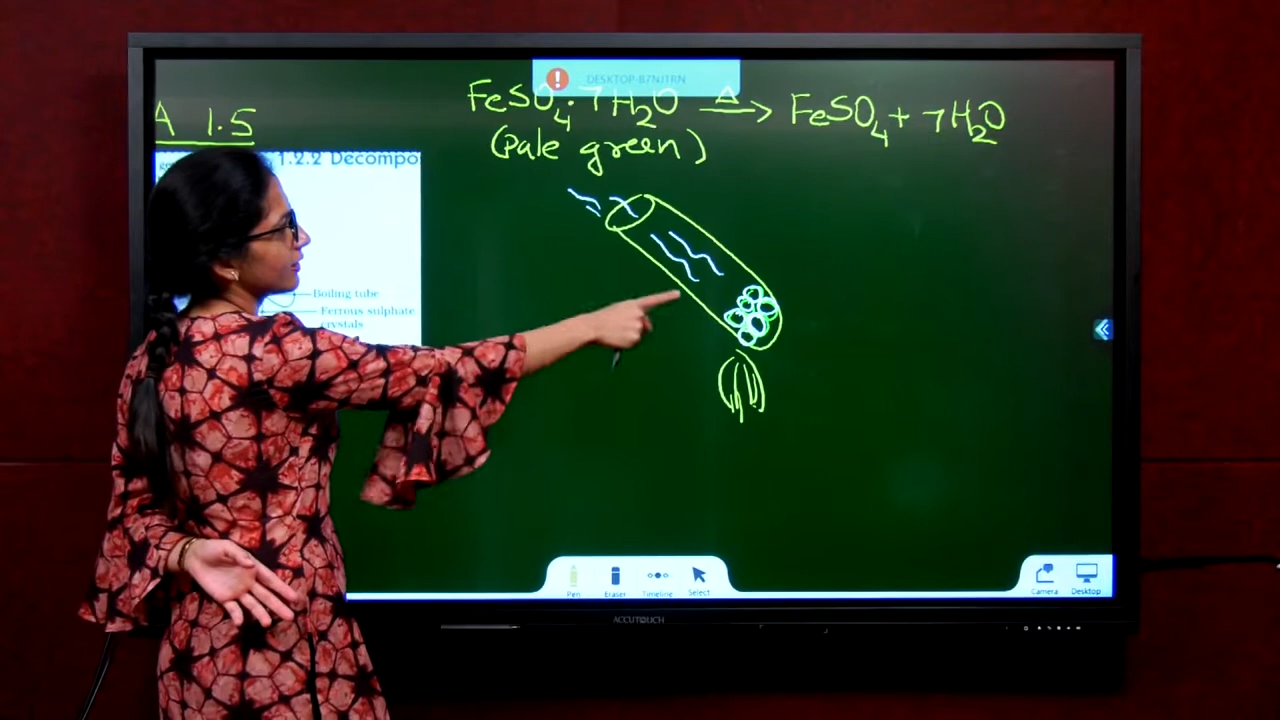 DESKTOP-B7NJTRN
FeSO4·7H2O —Δ→ FeSO4 + 7H2O
(Pale green)
A 1.5
1.2.2 Decompo
Boiling tube
Ferrous sulphate
crystals
Pen
Eraser
Timeline
Select
Camera
Desktop
ACCUTOUCH